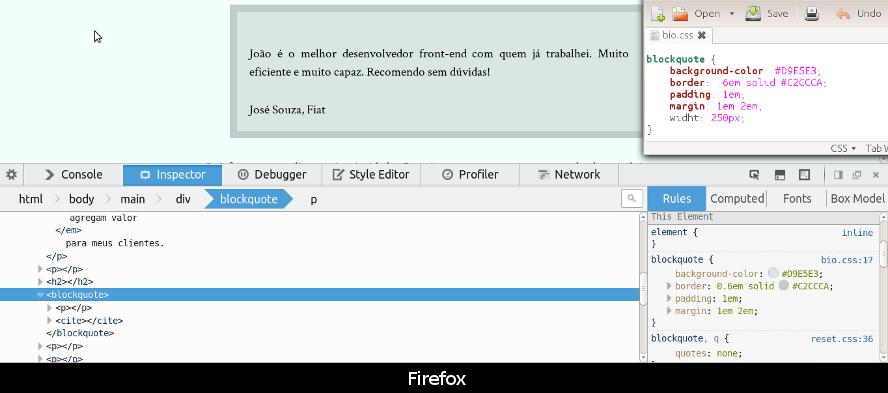 João é o melhor desenvolvedor front-end com quem já trabalhei. Muito
eficiente e muito capaz. Recomendo sem dúvidas!
José Souza, Fiat
Open
Save
Undo
bio.css
blockquote {
background-color: #D9E5E3;
border: .6em solid #C2CCCA;
padding: 1em;
margin: 1em 2em;
widht: 250px;
}
CSS
Tab W
Console
Inspector
Debugger
Style Editor
Profiler
Network
html
body
main
div
blockquote
p
Rules
Computed
Fonts
Box Model
agregam valor
</em>
para meus clientes.
</p>
<p></p>
<h2></h2>
<blockquote>
<p></p>
<cite></cite>
</blockquote>
<p></p>
<p></p>
This Element
element { inline
}
blockquote { bio.css:17
background-color: #D9E5E3;
border: 0.6em solid #C2CCCA;
padding: 1em;
margin: 1em 2em;
}
blockquote, q { reset.css:36
quotes: none;
Firefox